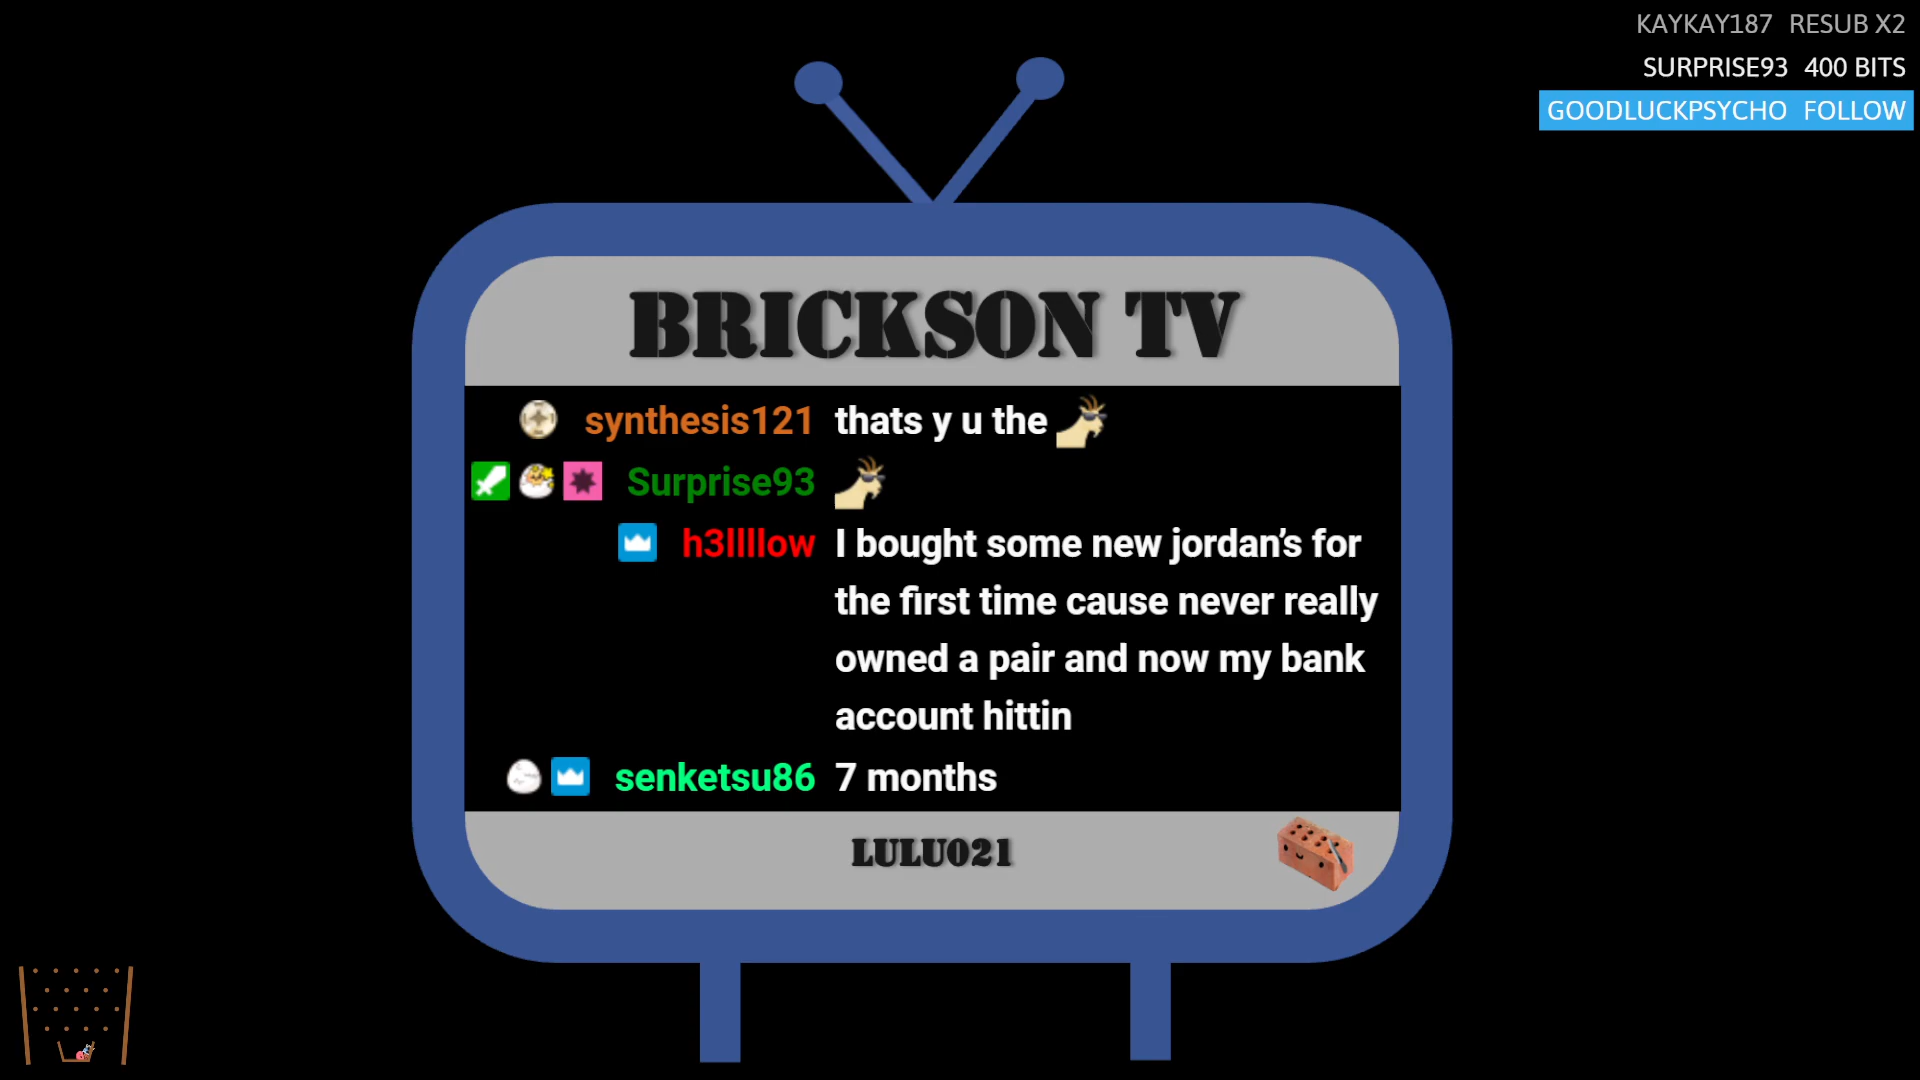 KAYKAY187 RESUB X2
SURPRISE93 400 BITS
GOODLUCKPSYCHO FOLLOW
BRICKSON TV
synthesis121 thats y u the
Surprise93
h3llllow I bought some new jordan’s for
the first time cause never really
owned a pair and now my bank
account hittin
senketsu86 7 months
LULU021